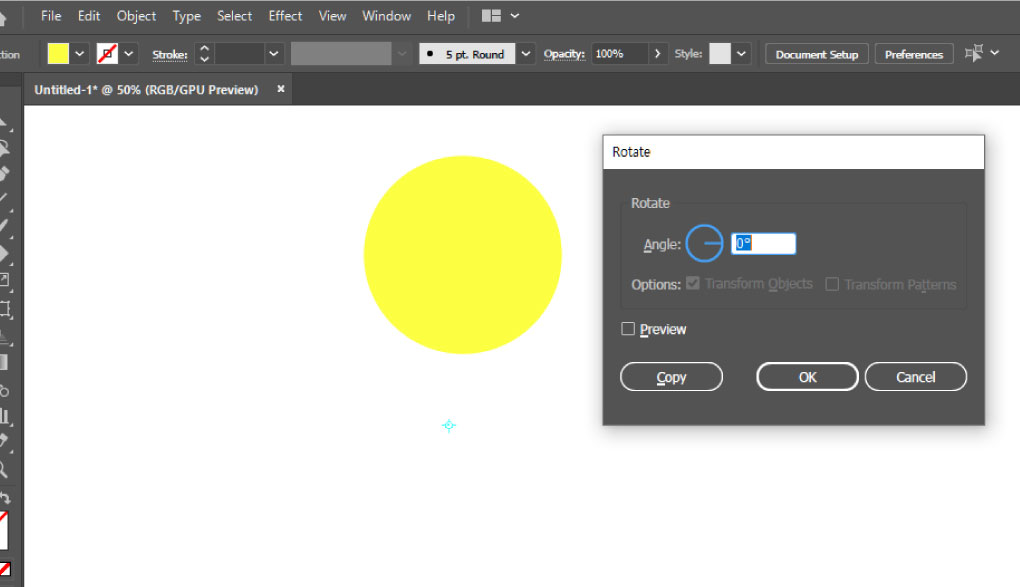 File Edit Object Type Select Effect View Window Help
tion Stroke: 5 pt. Round Opacity: 100% Style: Document Setup Preferences
Untitled-1* @ 50% (RGB/GPU Preview) ×
Rotate
Rotate
Angle: 0°
Options: Transform Objects Transform Patterns
Preview
Copy OK Cancel